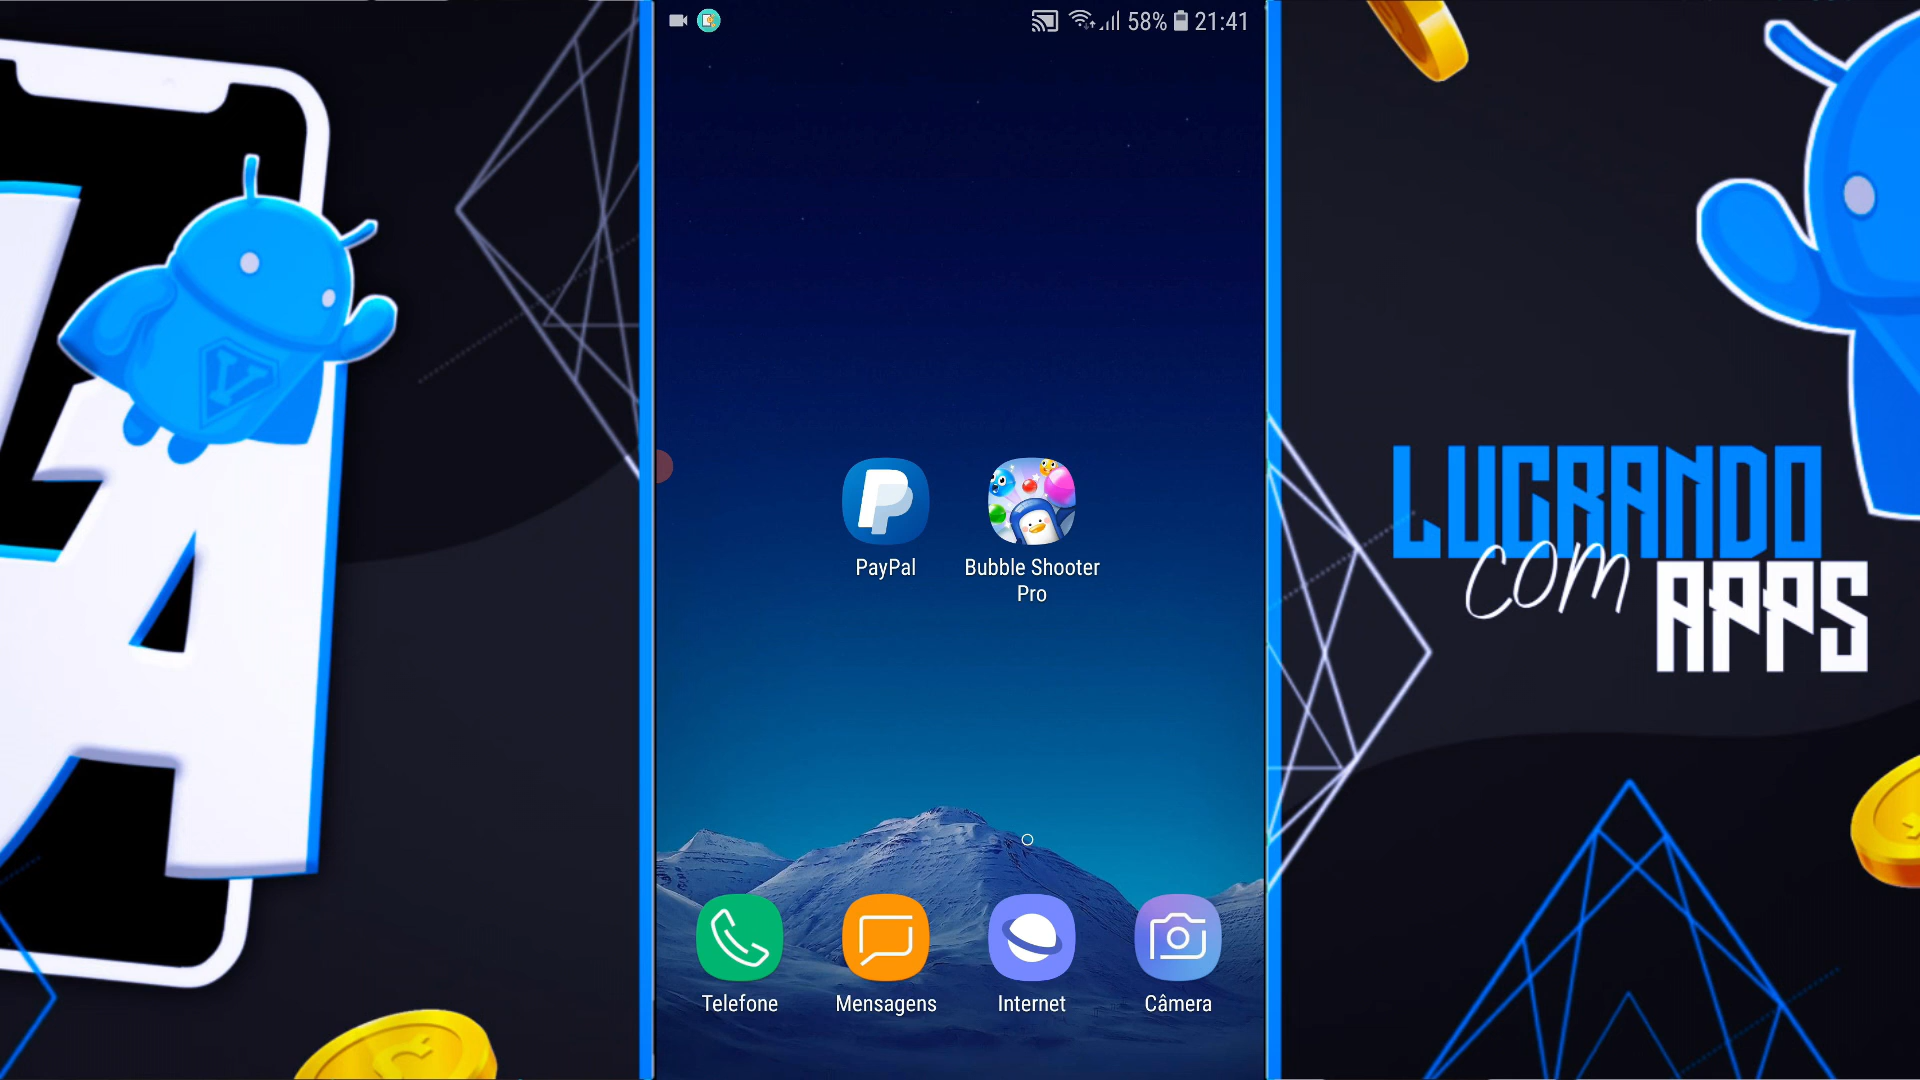 58% 21:41
PayPal
Bubble Shooter
Pro
Telefone
Mensagens
Internet
Câmera
LUCRANDO
com
APPS
A
V